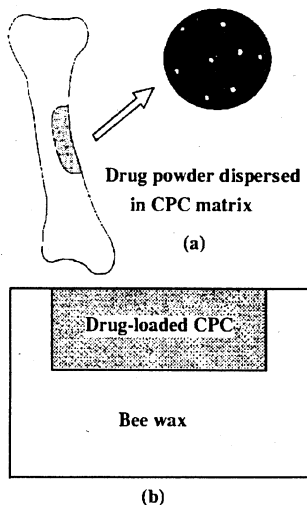 Drug powder dispersed
in CPC matrix
(a)
Drug-loaded CPC
Bee wax
(b)